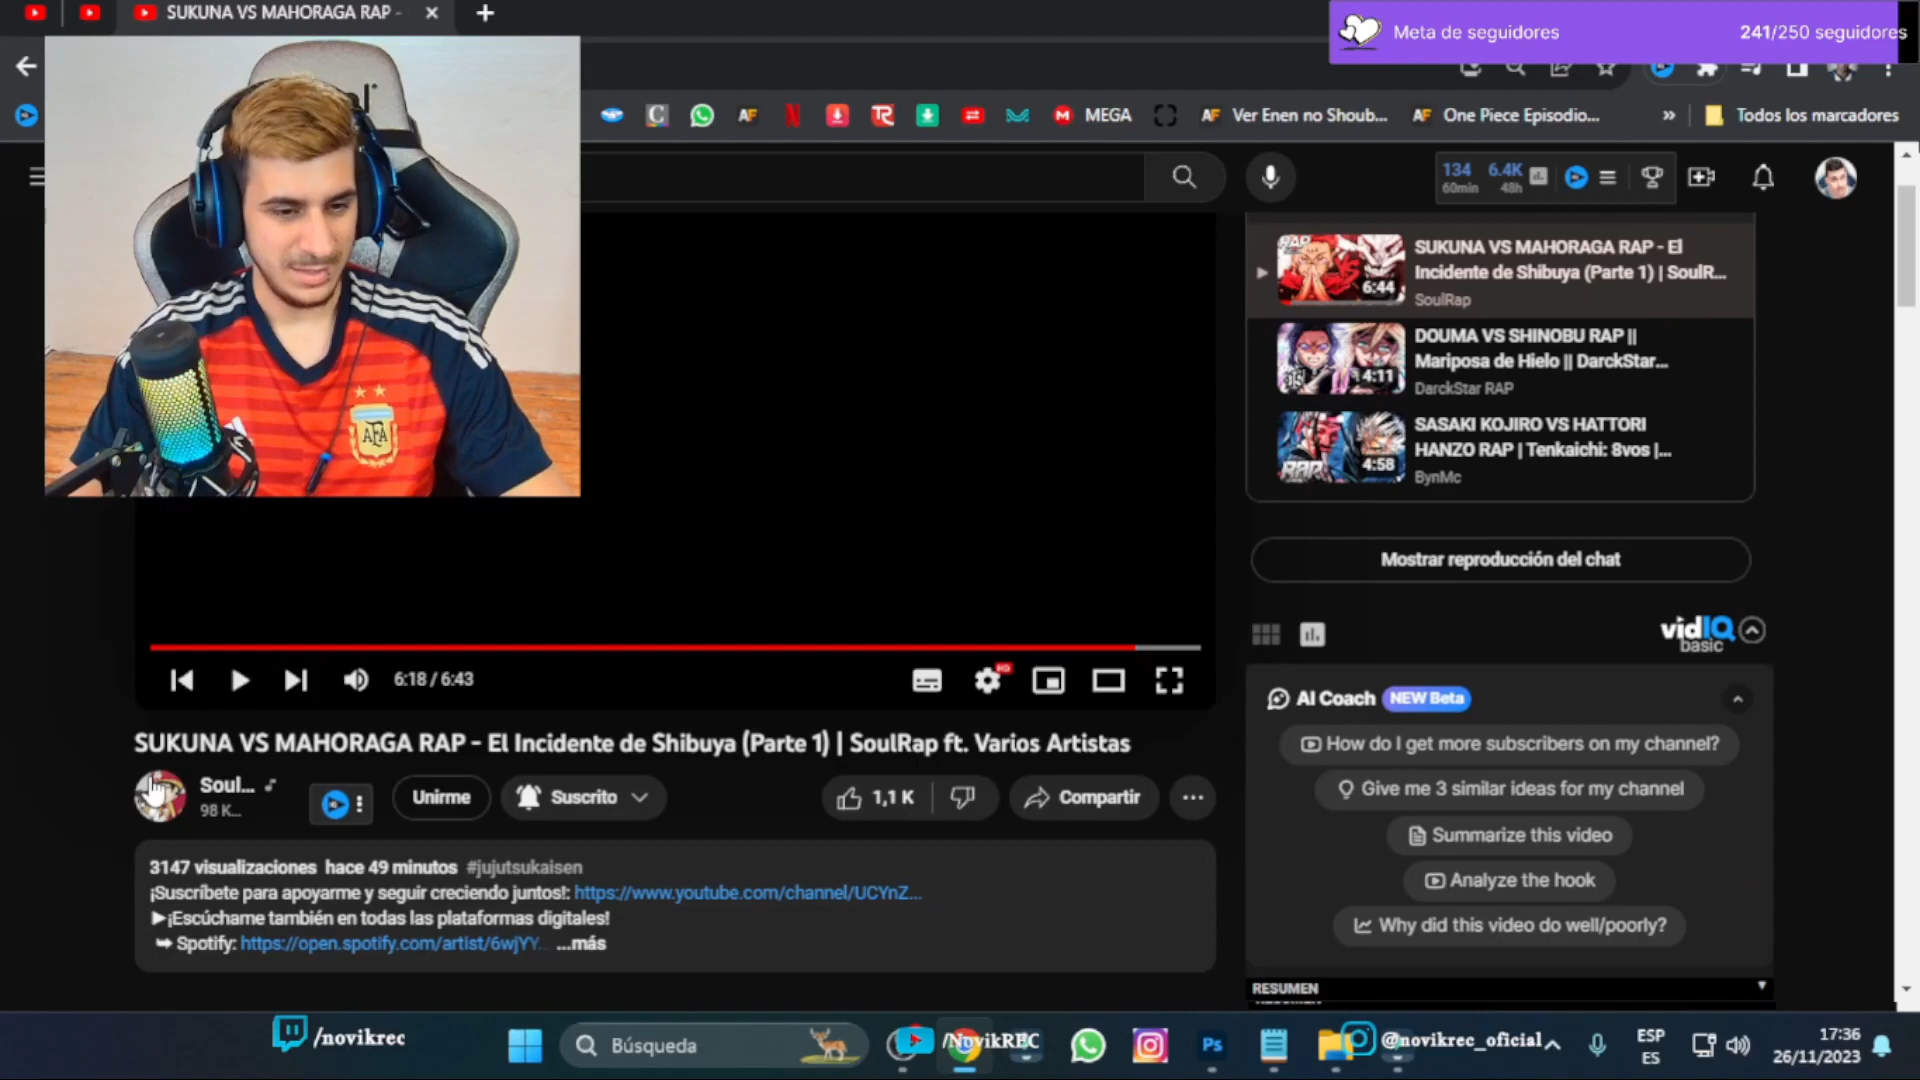 SUKUNA VS MAHORAGA RAP -
Meta de seguidores
241/250 seguidores
MEGA
AF
Ver Enen no Shoub...
AF
One Piece Episodio...
Todos los marcadores
134
60min
6.4K
48h
SUKUNA VS MAHORAGA RAP - El
Incidente de Shibuya (Parte 1) | SoulR...
SoulRap
6:44
DOUMA VS SHINOBU RAP ||
Mariposa de Hielo || DarckStar...
DarckStar RAP
4:11
SASAKI KOJIRO VS HATTORI
HANZO RAP | Tenkaichi: 8vos |...
BynMc
4:58
AFA
Mostrar reproducción del chat
vidIQ
basic
AI Coach
NEW Beta
How do I get more subscribers on my channel?
Give me 3 similar ideas for my channel
Summarize this video
Analyze the hook
Why did this video do well/poorly?
RESUMEN
6:18 / 6:43
HD
SUKUNA VS MAHORAGA RAP - El Incidente de Shibuya (Parte 1) | SoulRap ft. Varios Artistas
Soul...
98 K...
Unirme
Suscrito
1,1 K
Compartir
3147 visualizaciones hace 49 minutos #jujutsukaisen
¡Suscríbete para apoyarme y seguir creciendo juntos!: https://www.youtube.com/channel/UCYnZ...
►¡Escúchame también en todas las plataformas digitales!
➥ Spotify: https://open.spotify.com/artist/6wjYY... ...más
/novikrec
Búsqueda
/NovikREC
Ps
@novikrec_oficial
ESP
ES
17:36
26/11/2023